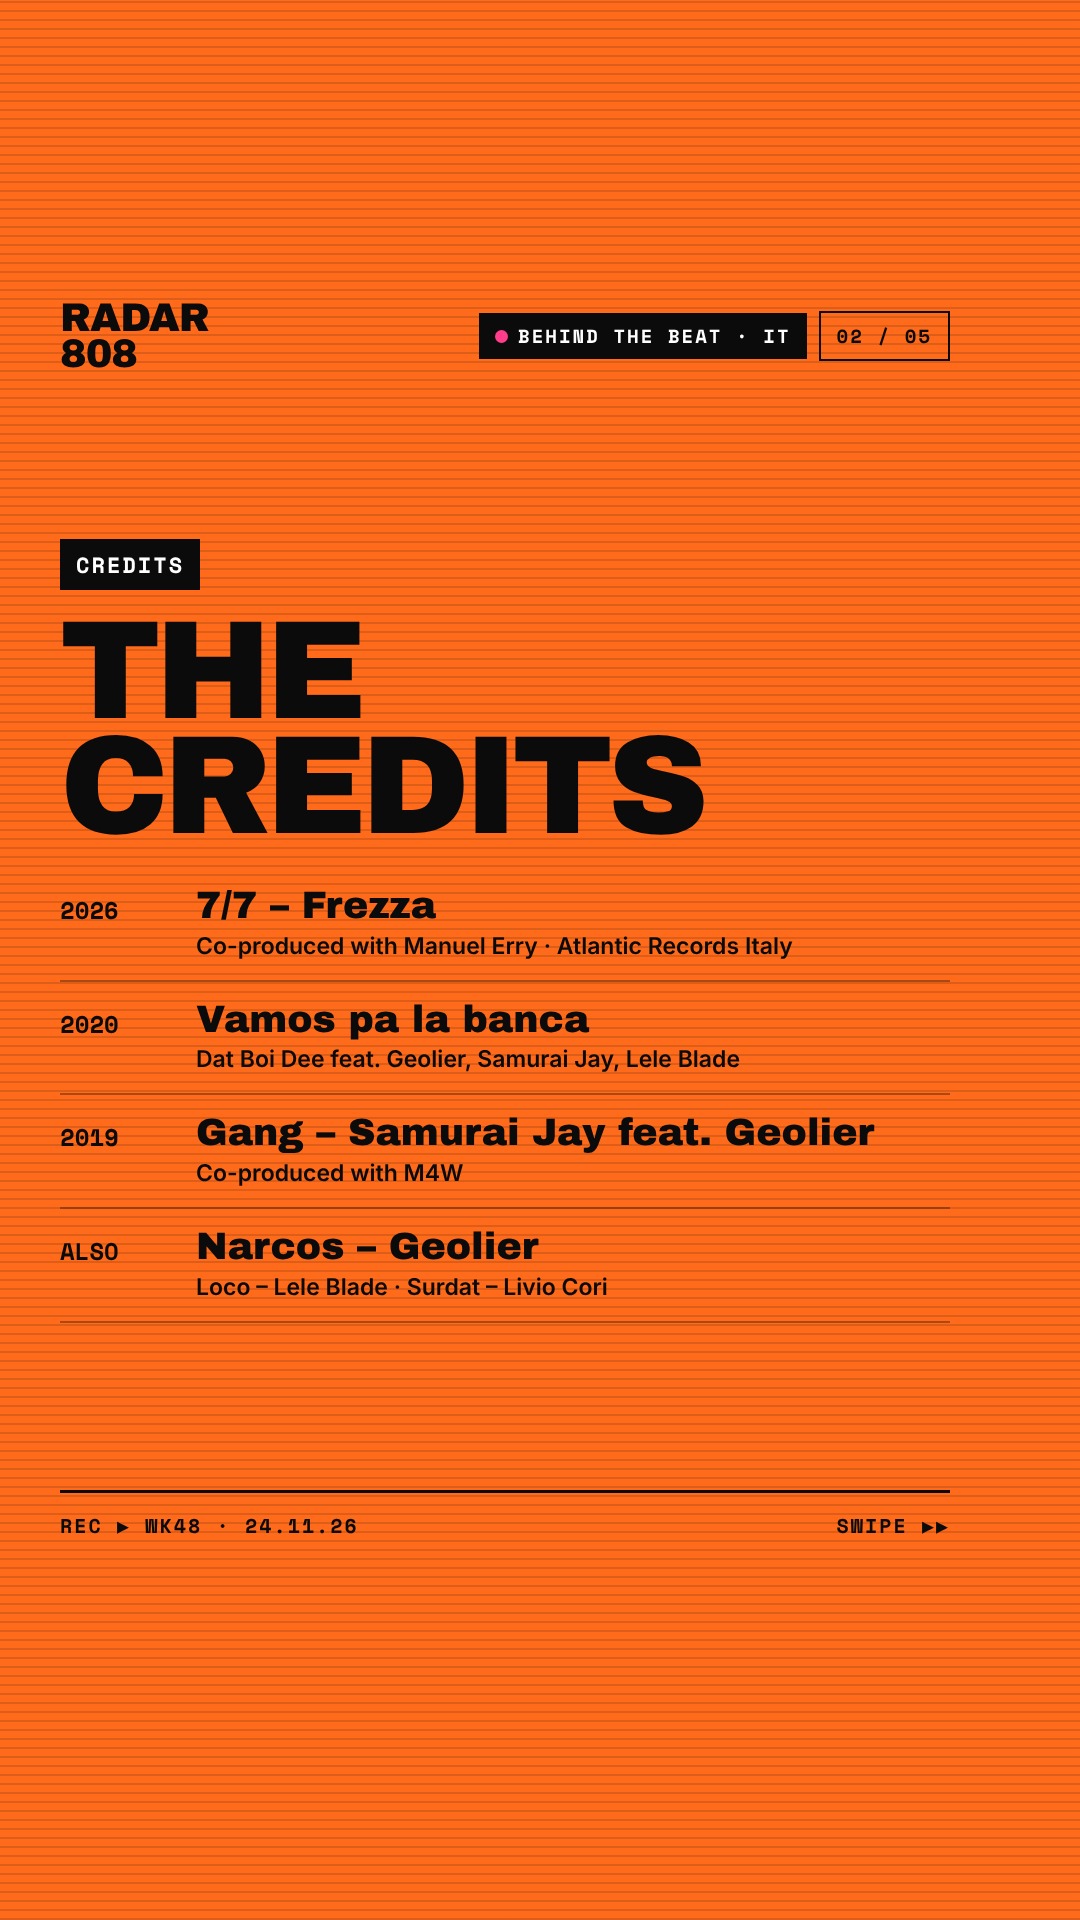 RADAR
808
BEHIND THE BEAT · IT
02 / 05
CREDITS
THE
CREDITS
2026
7/7 – Frezza
Co-produced with Manuel Erry · Atlantic Records Italy
2020
Vamos pa la banca
Dat Boi Dee feat. Geolier, Samurai Jay, Lele Blade
2019
Gang – Samurai Jay feat. Geolier
Co-produced with M4W
ALSO
Narcos – Geolier
Loco – Lele Blade · Surdat – Livio Cori
REC ▶ WK48 · 24.11.26
SWIPE ▶▶